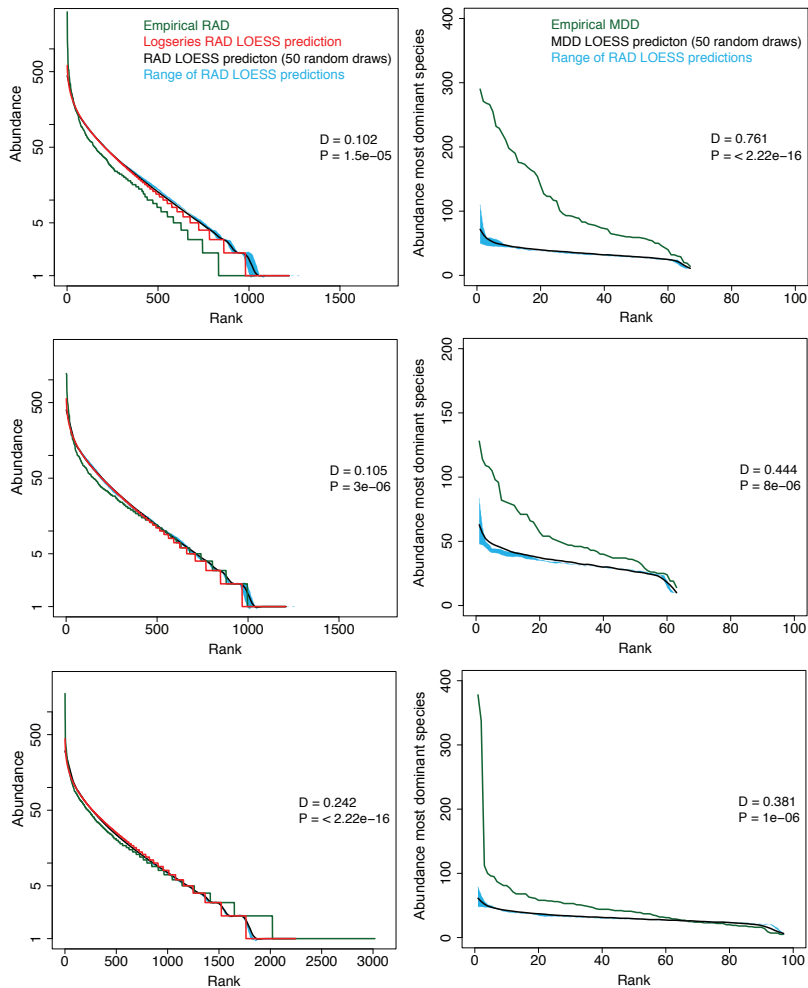 Empirical RAD
Logseries RAD LOESS prediction
RAD LOESS predicton (50 random draws)
Range of RAD LOESS predictions
D = 0.102
P = 1.5e−05
Abundance
500
50
5
1
0
500
1000
1500
Rank
Empirical MDD
MDD LOESS predicton (50 random draws)
Range of RAD LOESS predictions
D = 0.761
P = < 2.22e−16
Abundance most dominant species
400
300
200
100
0
0
20
40
60
80
100
Rank
D = 0.105
P = 3e−06
Abundance
500
50
5
1
0
500
1000
1500
Rank
D = 0.444
P = 8e−06
Abundance most dominant species
200
150
100
50
0
0
20
40
60
80
100
Rank
D = 0.242
P = < 2.22e−16
Abundance
500
50
5
1
0
500
1000
1500
2000
2500
3000
Rank
D = 0.381
P = 1e−06
Abundance most dominant species
400
300
200
100
0
0
20
40
60
80
100
Rank